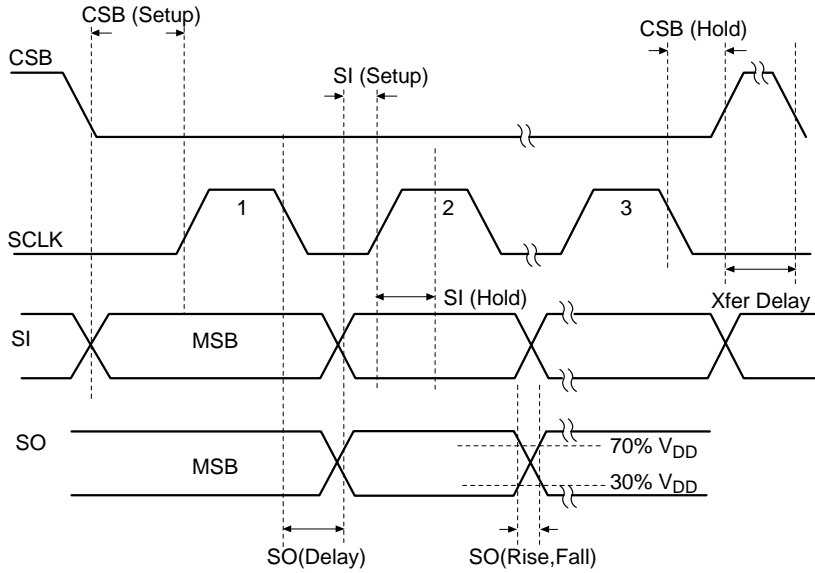 CSB (Setup)
CSB (Hold)
CSB
SI (Setup)
1
2
3
SCLK
SI (Hold)
Xfer Delay
SI
MSB
SO
70% VDD
MSB
30% VDD
SO(Delay)
SO(Rise,Fall)